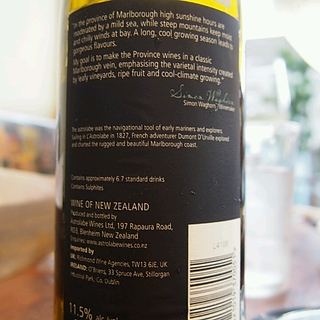 "In the province of Marlborough high sunshine hours are
moderated by a mild sea, while steep mountains keep moist
and chilly winds at bay. A long, cool growing season leads to
gorgeous flavours.
My goal is to make the Province wines in a classic
Marlborough vein, emphasising the varietal intensity created
by leafy vineyards, ripe fruit and cool-climate growing."
Simon Waghorn
Simon Waghorn, Winemaker
The astrolabe was the navigational tool of early mariners and explorers.
Sailing in L'Astrolabe in 1827, French adventurer Dumont D'Urville explored
and charted the rugged and beautiful Marlborough coast.
Contains approximately 6.7 standard drinks
Contains Sulphites
WINE OF NEW ZEALAND
Produced and bottled by
Astrolabe Wines Ltd, 197 Rapaura Road,
RD3, Blenheim New Zealand
Enquiries: www.astrolabewines.co.nz
Imported by
UK: Richmond Wine Agencies, TW13 6JE, UK
IRELAND: O'Briens, 33 Spruce Ave, Stillorgan
Industrial Park, Co. Dublin
11.5%